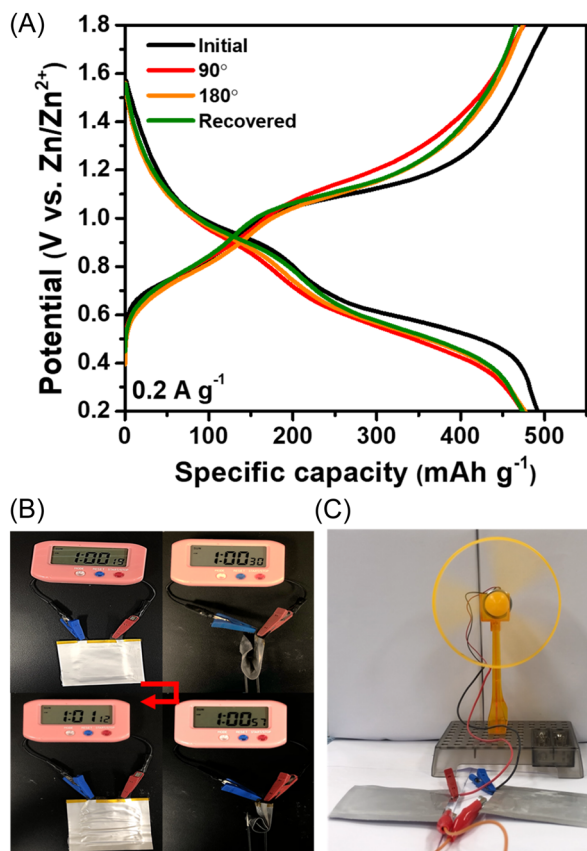 (A)
Initial
90°
180°
Recovered
1.8
1.6
1.4
1.2
1.0
0.8
0.6
0.4
0.2
Potential (V vs. Zn/Zn²⁺)
0.2 A g⁻¹
0 100 200 300 400 500
Specific capacity (mAh g⁻¹)
(B) (C)
1:00 19 1:00 30
1:01 12 1:00 57